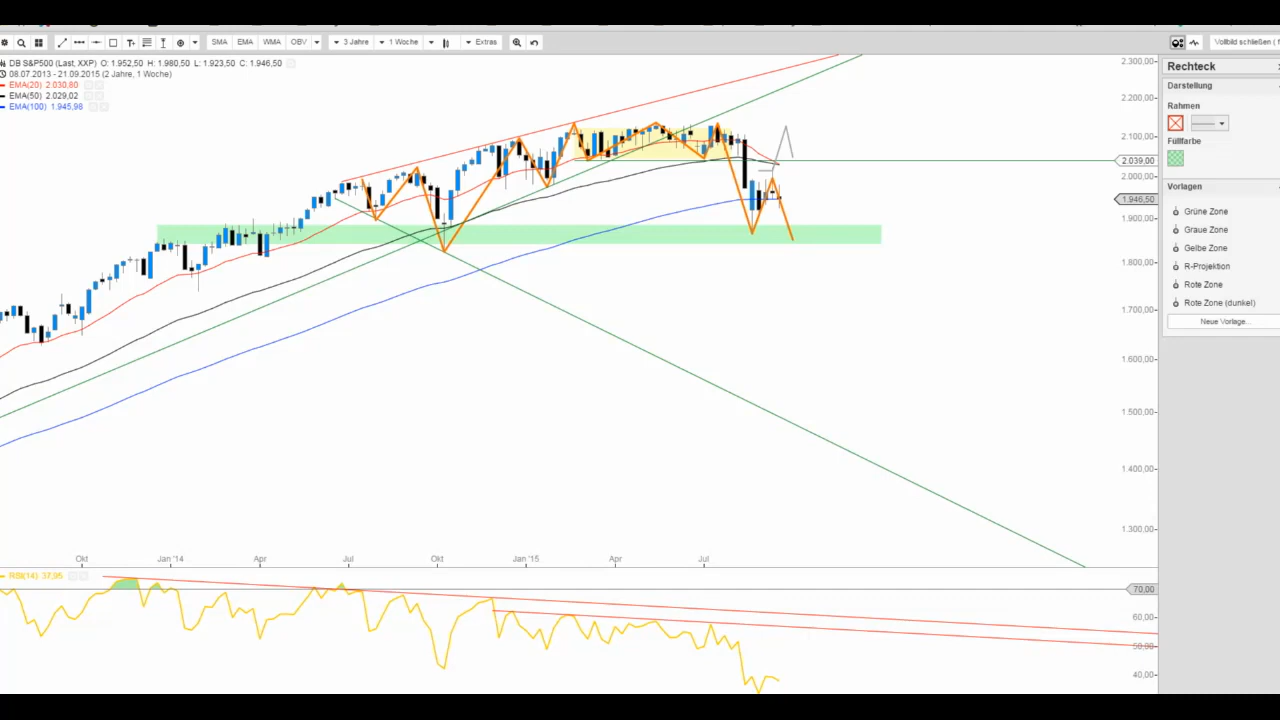 SMA EMA WMA OBV 3 Jahre 1 Woche Extras Vollbild schließen ( f
DB S&P500 (Last, XXP) O: 1.952,50 H: 1.980,50 L: 1.923,50 C: 1.946,50
08.07.2013 - 21.09.2015 (2 Jahre, 1 Woche)
EMA(20) 2.030,80
EMA(50) 2.029,02
EMA(100) 1.945,98
2.300,00
2.200,00
2.100,00
2.039,00
2.000,00
1.946,50
1.900,00
1.800,00
1.700,00
1.600,00
1.500,00
1.400,00
1.300,00
Okt Jan '14 Apr Jul Okt Jan '15 Apr Jul
RSI(14) 37,95
70,00
60,00
50,00
40,00
Rechteck
Darstellung
Rahmen
Füllfarbe
Vorlagen
Grüne Zone
Graue Zone
Gelbe Zone
R-Projektion
Rote Zone
Rote Zone (dunkel)
Neue Vorlage...